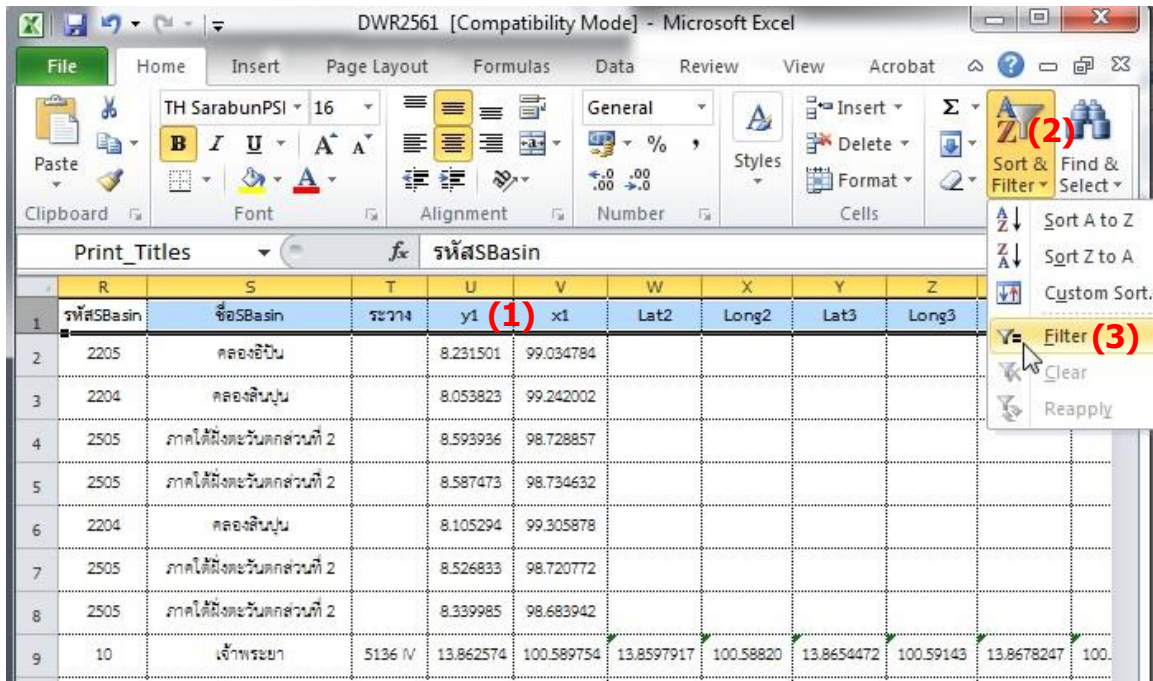 DWR2561 [Compatibility Mode] - Microsoft Excel
File Home Insert Page Layout Formulas Data Review View Acrobat
TH SarabunPSI 16 General Insert Σ (2)
B I U A A % , Styles Delete Sort & Find &
Paste A .0 .00 .00 .0 Format Filter Select
Clipboard Font Alignment Number Cells
Sort A to Z
Print_Titles fx รหัสSBasin
Sort Z to A
Custom Sort.
Filter (3)
Clear
Reapply
R S T U V W X Y Z
1 รหัสSBasin ชื่อSBasin ระวาง y1 (1) x1 Lat2 Long2 Lat3 Long3
2 2205 คลองอิปัน 8.231501 99.034784
3 2204 คลองสินปุน 8.053823 99.242002
4 2505 ภาคใต้ฝั่งตะวันตกส่วนที่ 2 8.593936 98.728857
5 2505 ภาคใต้ฝั่งตะวันตกส่วนที่ 2 8.587473 98.734632
6 2204 คลองสินปุน 8.105294 99.305878
7 2505 ภาคใต้ฝั่งตะวันตกส่วนที่ 2 8.526833 98.720772
8 2505 ภาคใต้ฝั่งตะวันตกส่วนที่ 2 8.339985 98.683942
9 10 เจ้าพระยา 5136 IV 13.862574 100.589754 13.8597917 100.58820 13.8654472 100.59143 13.8678247 100.